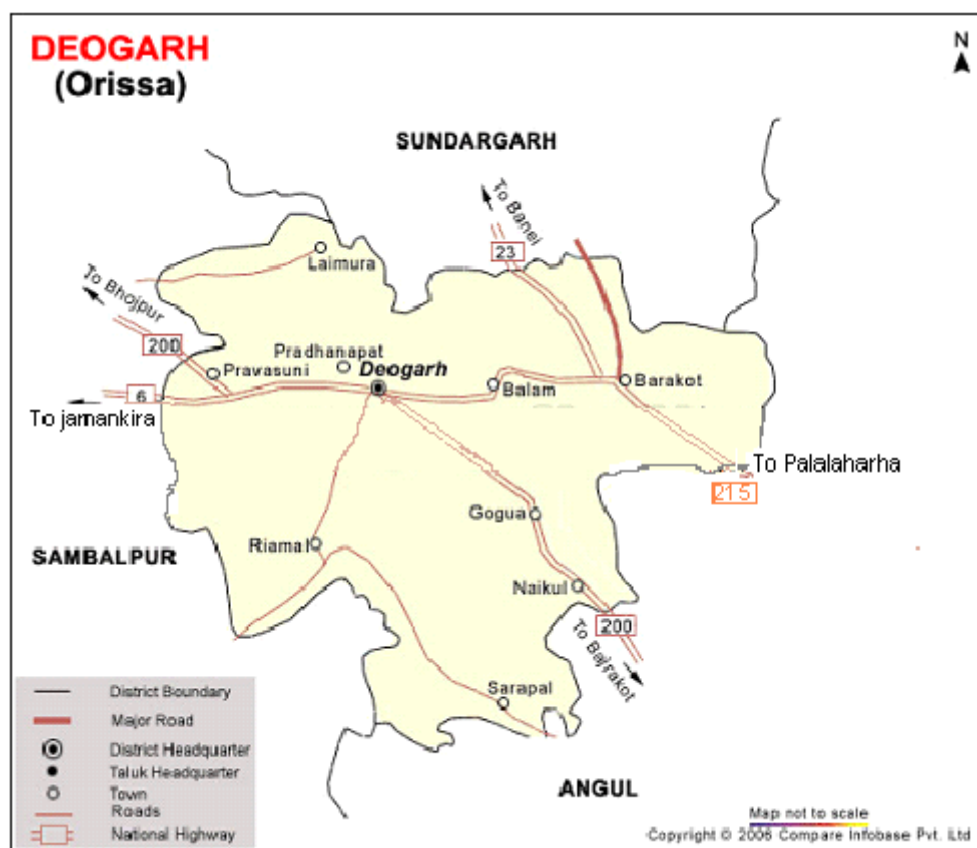 DEOGARH
(Orissa)
N
SUNDARGARH
To Banei
23
Laimura
To Bhojpur
200
Pradhanapat
Prawasuni
Deogarh
Balam
Barakot
6
To jamankira
To Palalaharha
215
Gogua
Riamal
SAMBALPUR
Naikul
200
To Bajrakot
Sarapal
ANGUL
District Boundary
Major Road
District Headquarter
Taluk Headquarter
Town
Roads
National Highway
Map not to scale
Copyright © 2006 Compare Infobase Pvt. Ltd